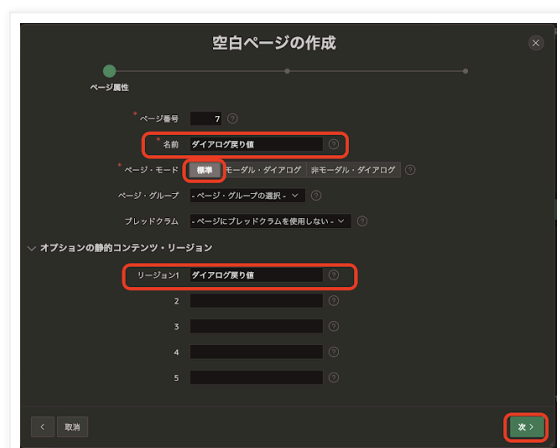 空白ページの作成
ページ属性
* ページ番号 7
* 名前 ダイアログ戻り値
* ページ・モード 標準 モーダル・ダイアログ 非モーダル・ダイアログ
ページ・グループ - ページ・グループの選択 -
ブレッドクラム - ページにブレッドクラムを使用しない -
オプションの静的コンテンツ・リージョン
リージョン1 ダイアログ戻り値
2
3
4
5
取消 次